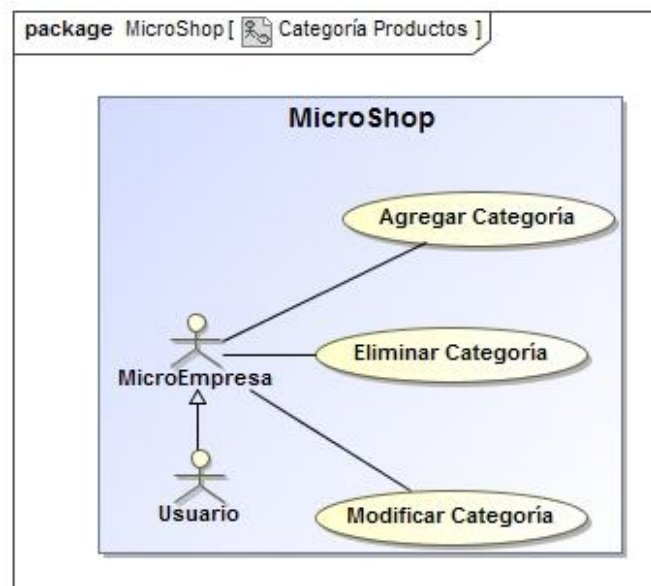 package MicroShop [ Categoría Productos ]
MicroShop
Agregar Categoría
Eliminar Categoría
MicroEmpresa
Usuario
Modificar Categoría